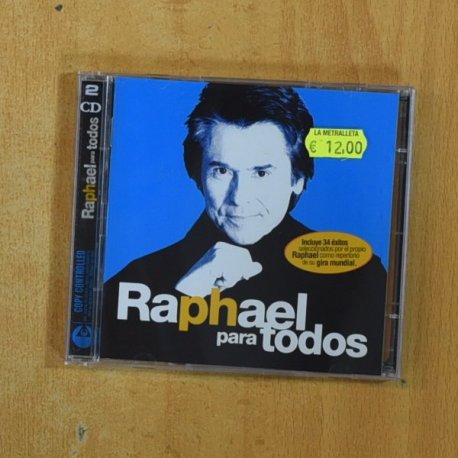 2
CD
Raphael para todos
COPY CONTROLLED
LA METRALLETA
€ 12,00
Incluye 34 éxitos
seleccionados por el propio
Raphael como repertorio
de su gira mundial.
Raphael
para todos